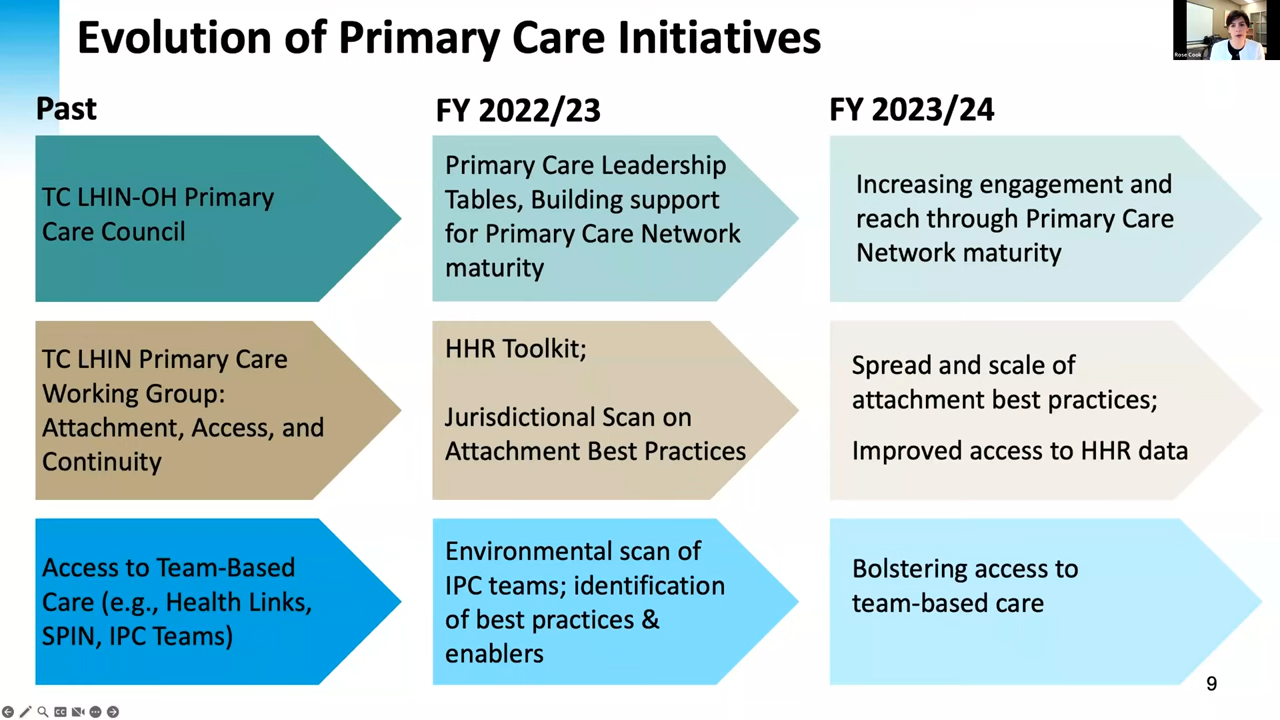 Evolution of Primary Care Initiatives
Rose Cook
Past
FY 2022/23
FY 2023/24
TC LHIN-OH Primary
Care Council
Primary Care Leadership
Tables, Building support
for Primary Care Network
maturity
Increasing engagement and
reach through Primary Care
Network maturity
TC LHIN Primary Care
Working Group:
Attachment, Access, and
Continuity
HHR Toolkit;
Jurisdictional Scan on
Attachment Best Practices
Spread and scale of
attachment best practices;
Improved access to HHR data
Access to Team-Based
Care (e.g., Health Links,
SPIN, IPC Teams)
Environmental scan of
IPC teams; identification
of best practices &
enablers
Bolstering access to
team-based care
9
CC